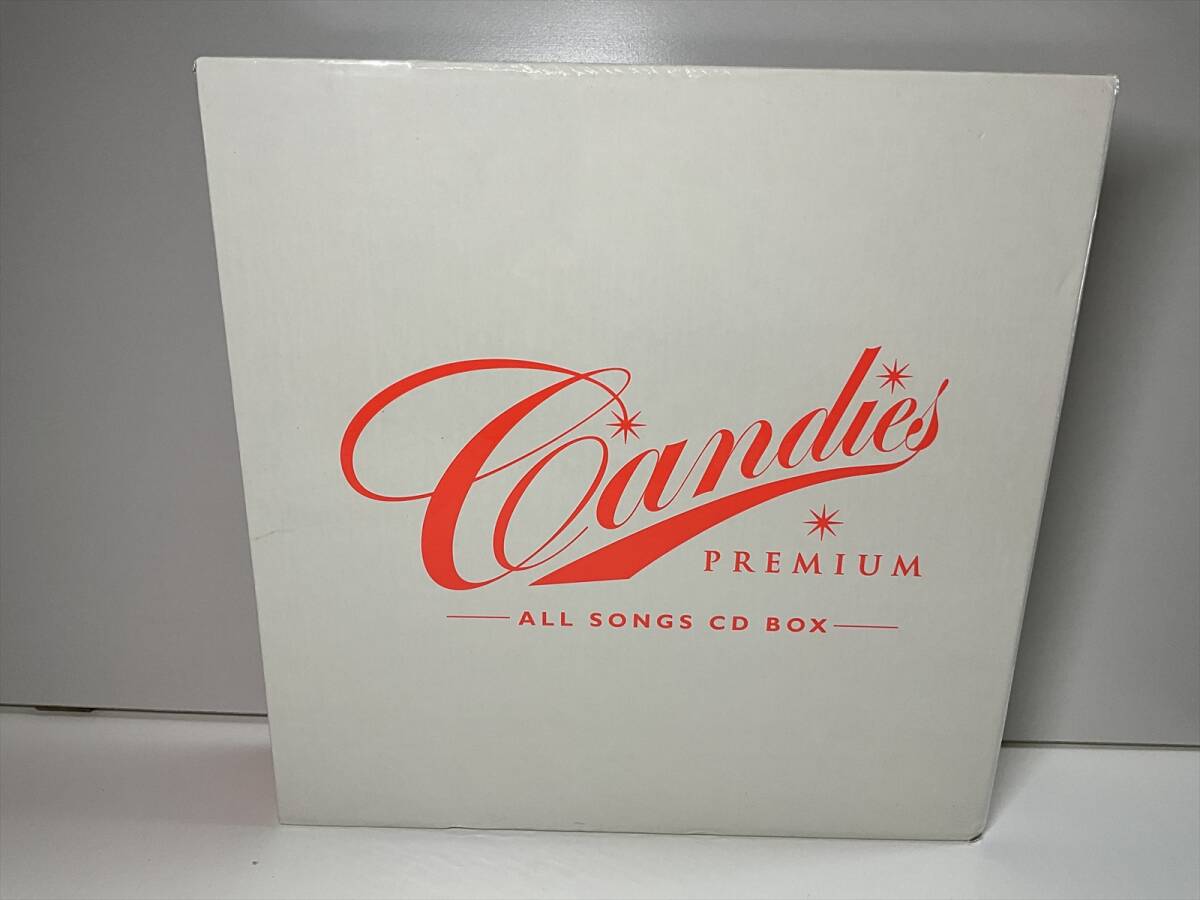 Candies
PREMIUM
ALL SONGS CD BOX